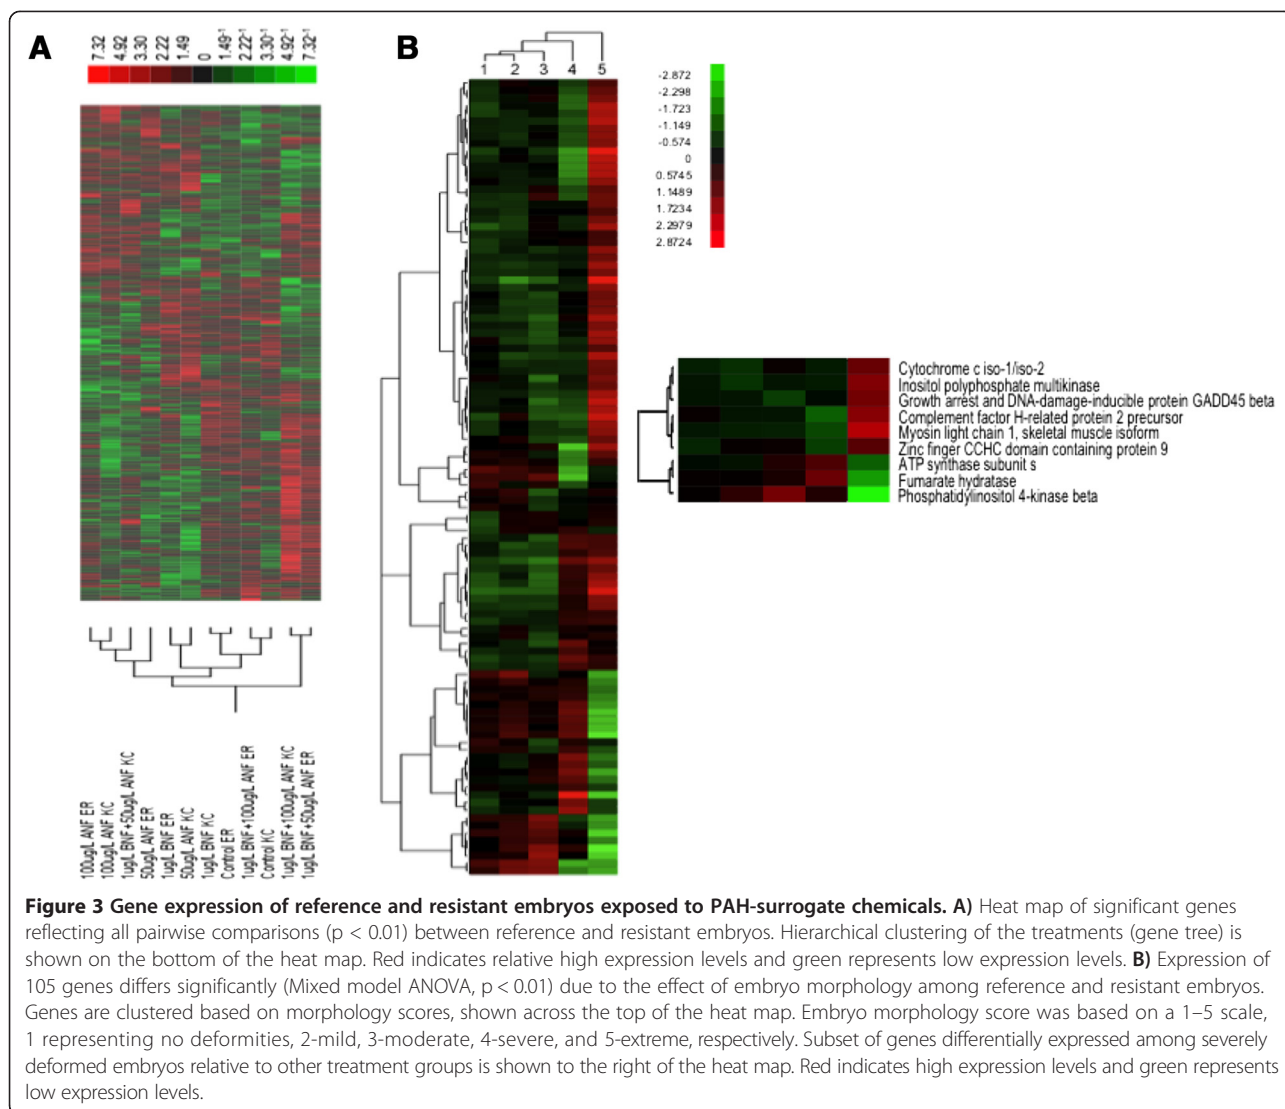 A
7.32
4.92
3.30
2.22
1.49
0
1.49⁻¹
2.22⁻¹
3.30⁻¹
4.92⁻¹
7.32⁻¹
100ug/L ANF ER
100ug/L ANF KC
1ug/L BNF+50ug/L ANF KC
50ug/L ANF ER
1ug/L BNF ER
50ug/L ANF KC
1ug/L BNF KC
Control ER
1ug/L BNF+100ug/L ANF ER
Control KC
1ug/L BNF+100ug/L ANF KC
1ug/L BNF+50ug/L ANF ER
B
1 2 3 4 5
-2.872
-2.298
-1.723
-1.149
-0.574
0
0.5745
1.1489
1.7234
2.2979
2.8724
Cytochrome c iso-1/iso-2
Inositol polyphosphate multikinase
Growth arrest and DNA-damage-inducible protein GADD45 beta
Complement factor H-related protein 2 precursor
Myosin light chain 1, skeletal muscle isoform
Zinc finger CCHC domain containing protein 9
ATP synthase subunit s
Fumarate hydratase
Phosphatidylinositol 4-kinase beta
Figure 3 Gene expression of reference and resistant embryos exposed to PAH-surrogate chemicals. A) Heat map of significant genes
reflecting all pairwise comparisons (p < 0.01) between reference and resistant embryos. Hierarchical clustering of the treatments (gene tree) is
shown on the bottom of the heat map. Red indicates relative high expression levels and green represents low expression levels. B) Expression of
105 genes differs significantly (Mixed model ANOVA, p < 0.01) due to the effect of embryo morphology among reference and resistant embryos.
Genes are clustered based on morphology scores, shown across the top of the heat map. Embryo morphology score was based on a 1–5 scale,
1 representing no deformities, 2-mild, 3-moderate, 4-severe, and 5-extreme, respectively. Subset of genes differentially expressed among severely
deformed embryos relative to other treatment groups is shown to the right of the heat map. Red indicates high expression levels and green represents
low expression levels.